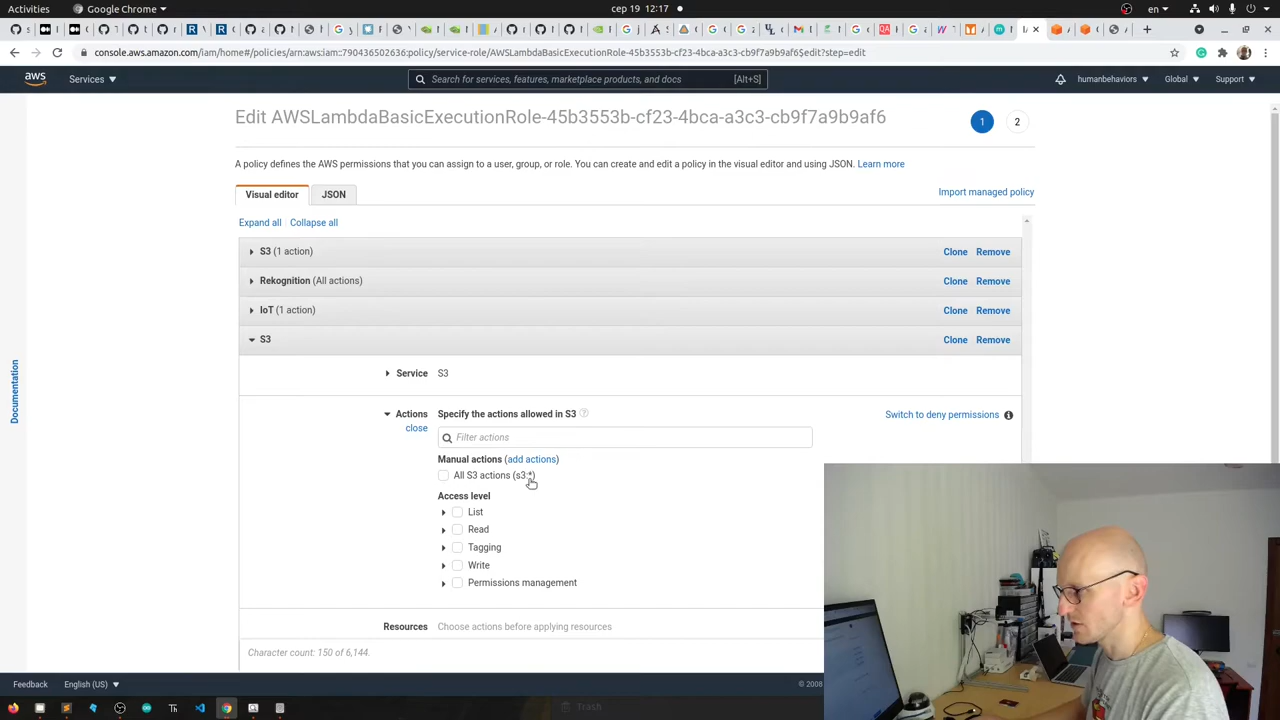 Activities
Google Chrome
сер 19 12:17
en
console.aws.amazon.com/iam/home#/policies/arn:aws:iam::790436502636:policy/service-role/AWSLambdaBasicExecutionRole-45b3553b-cf23-4bca-a3c3-cb9f7a9b9af6$edit?step=edit
aws
Services
Search for services, features, marketplace products, and docs
[Alt+S]
humanbehaviors
Global
Support
Edit AWSLambdaBasicExecutionRole-45b3553b-cf23-4bca-a3c3-cb9f7a9b9af6
1
2
A policy defines the AWS permissions that you can assign to a user, group, or role. You can create and edit a policy in the visual editor and using JSON. Learn more
Visual editor
JSON
Import managed policy
Expand all
Collapse all
S3 (1 action)
Clone
Remove
Rekognition (All actions)
Clone
Remove
IoT (1 action)
Clone
Remove
S3
Clone
Remove
Service
S3
Actions
close
Specify the actions allowed in S3
Switch to deny permissions
Filter actions
Manual actions (add actions)
All S3 actions (s3:*)
Access level
List
Read
Tagging
Write
Permissions management
Resources
Choose actions before applying resources
Character count: 150 of 6,144.
Documentation
Feedback
English (US)
© 2008
Trash